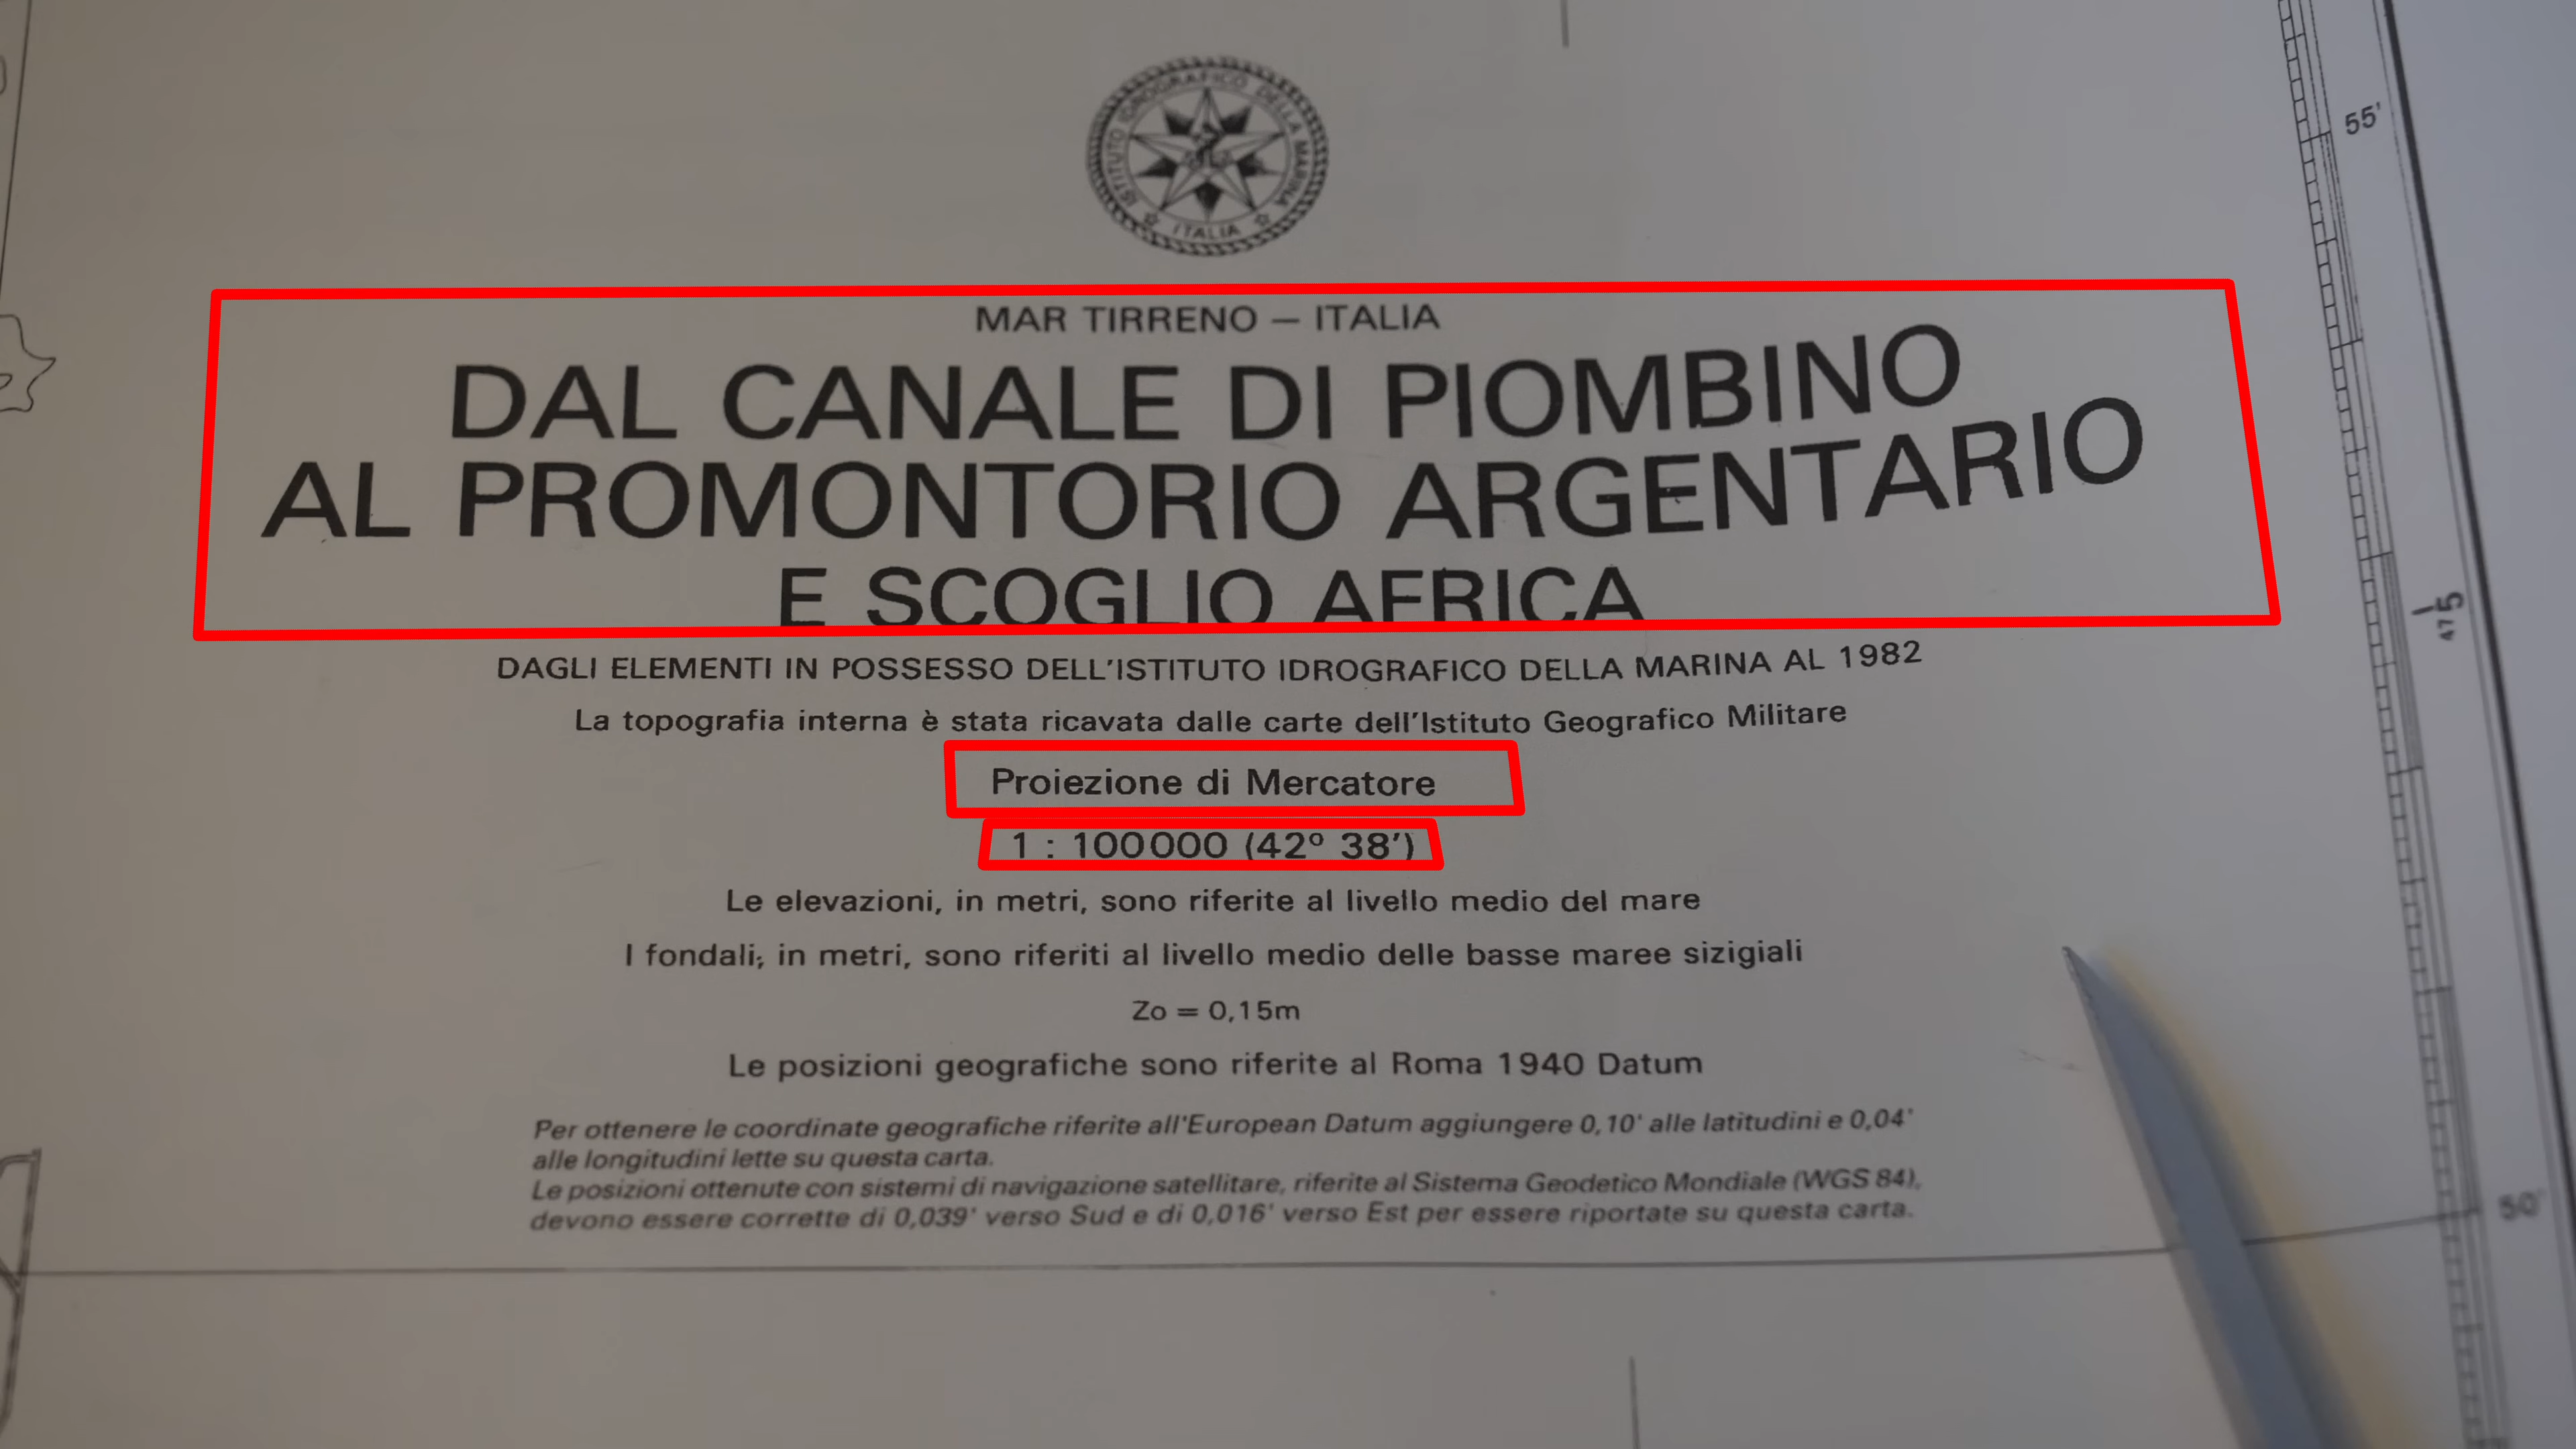 ISTITUTO IDROGRAFICO DELLA MARINA
ITALIA
MAR TIRRENO — ITALIA
DAL CANALE DI PIOMBINO
AL PROMONTORIO ARGENTARIO
E SCOGLIO AFRICA
DAGLI ELEMENTI IN POSSESSO DELL'ISTITUTO IDROGRAFICO DELLA MARINA AL 1982
La topografia interna è stata ricavata dalle carte dell'Istituto Geografico Militare
Proiezione di Mercatore
1 : 100000 (42º 38')
Le elevazioni, in metri, sono riferite al livello medio del mare
I fondali, in metri, sono riferiti al livello medio delle basse maree sizigiali
Zo = 0,15m
Le posizioni geografiche sono riferite al Roma 1940 Datum
Per ottenere le coordinate geografiche riferite all'European Datum aggiungere 0,10' alle latitudini e 0,04'
alle longitudini lette su questa carta.
Le posizioni ottenute con sistemi di navigazione satellitare, riferite al Sistema Geodetico Mondiale (WGS 84),
devono essere corrette di 0,039' verso Sud e di 0,016' verso Est per essere riportate su questa carta.
55'
475
50'